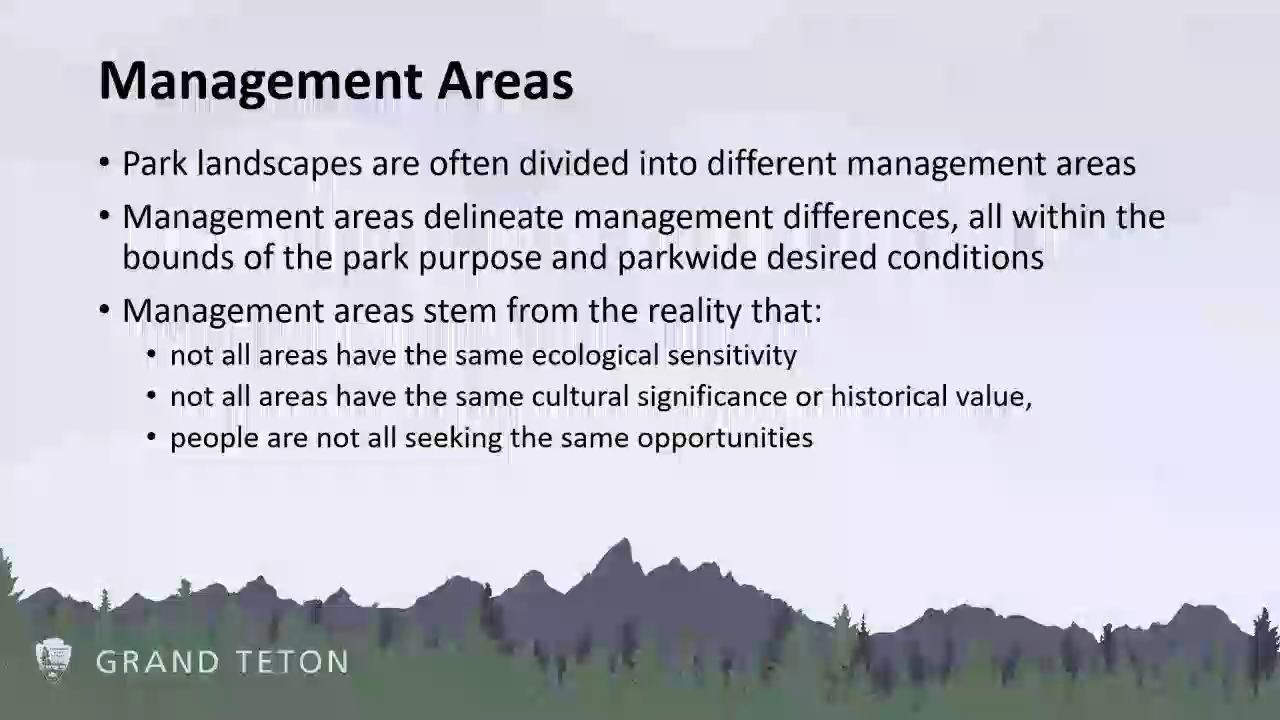 Management Areas
• Park landscapes are often divided into different management areas
• Management areas delineate management differences, all within the
bounds of the park purpose and parkwide desired conditions
• Management areas stem from the reality that:
• not all areas have the same ecological sensitivity
• not all areas have the same cultural significance or historical value,
• people are not all seeking the same opportunities
GRAND TETON